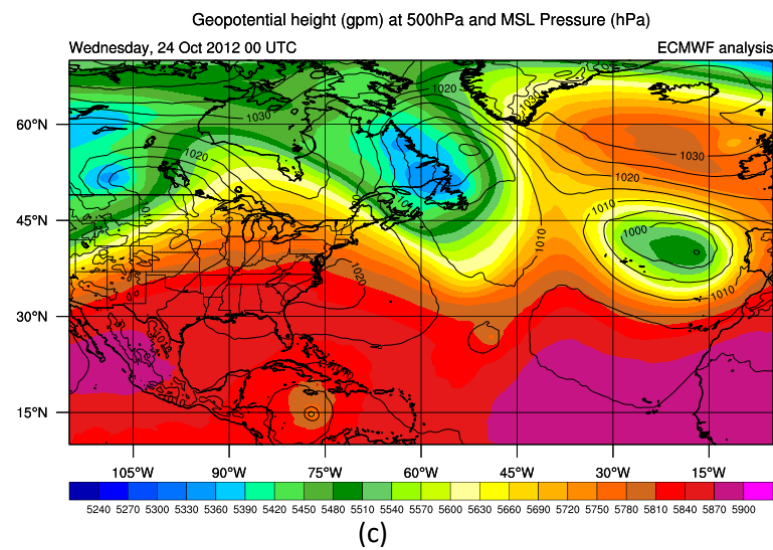 Geopotential height (gpm) at 500hPa and MSL Pressure (hPa)
Wednesday, 24 Oct 2012 00 UTC ECMWF analysis
1020
1030
1030
60°N
1020
1030
1020
1010
1010
45°N
1000
1010
1010
1020
30°N
15°N
105°W 90°W 75°W 60°W 45°W 30°W 15°W
5240 5270 5300 5330 5360 5390 5420 5450 5480 5510 5540 5570 5600 5630 5660 5690 5720 5750 5780 5810 5840 5870 5900
(c)